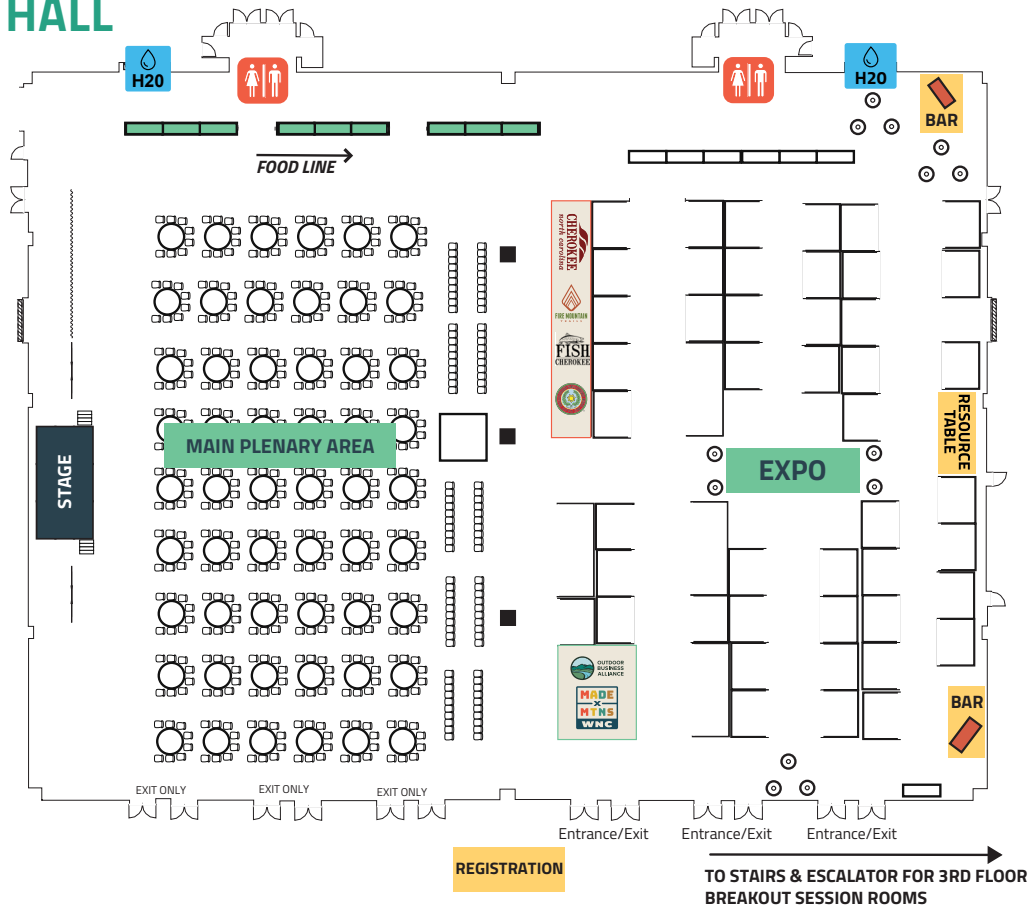 HALL
H20
H20
BAR
FOOD LINE
CHEROKEE
north carolina
FIRE MOUNTAIN
TRAILS
FISH
CHEROKEE
RESOURCE
TABLE
STAGE
MAIN PLENARY AREA
EXPO
OUTDOOR
BUSINESS
ALLIANCE
MADE
X
MTNS
WNC
BAR
EXIT ONLY
EXIT ONLY
EXIT ONLY
Entrance/Exit
Entrance/Exit
Entrance/Exit
REGISTRATION
TO STAIRS & ESCALATOR FOR 3RD FLOOR
BREAKOUT SESSION ROOMS